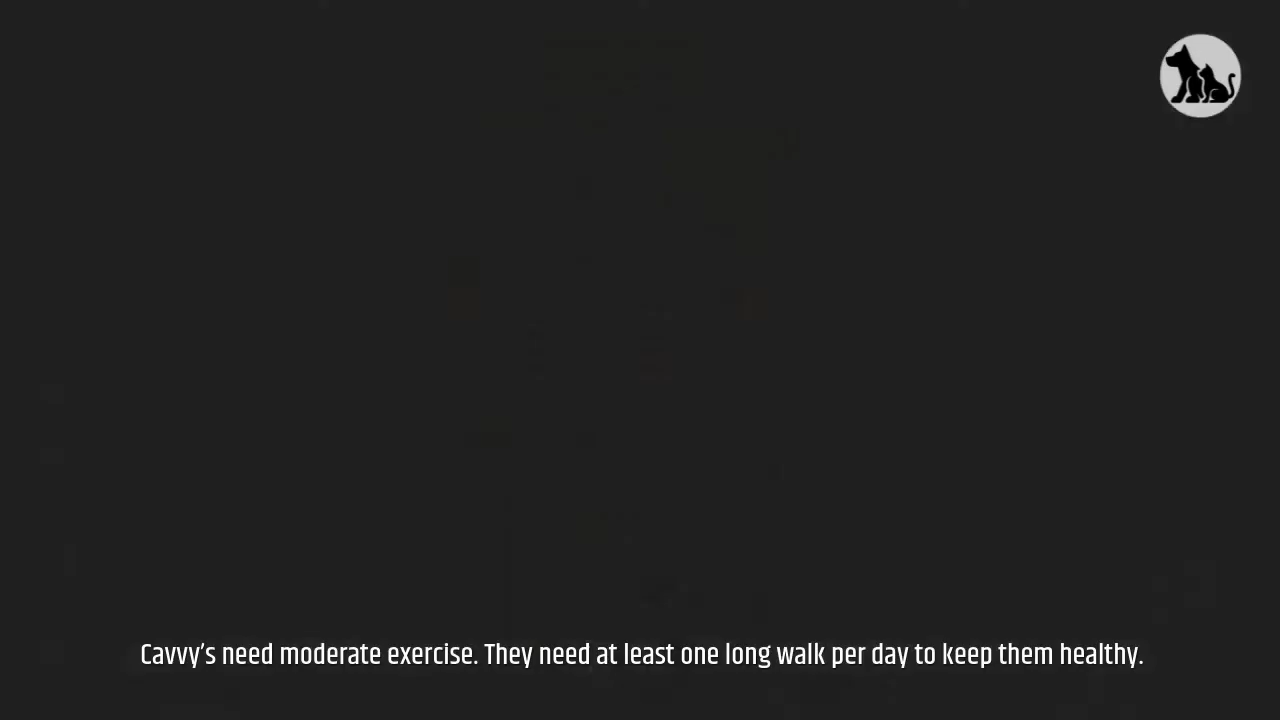 Cavvy’s need moderate exercise. They need at least one long walk per day to keep them healthy.